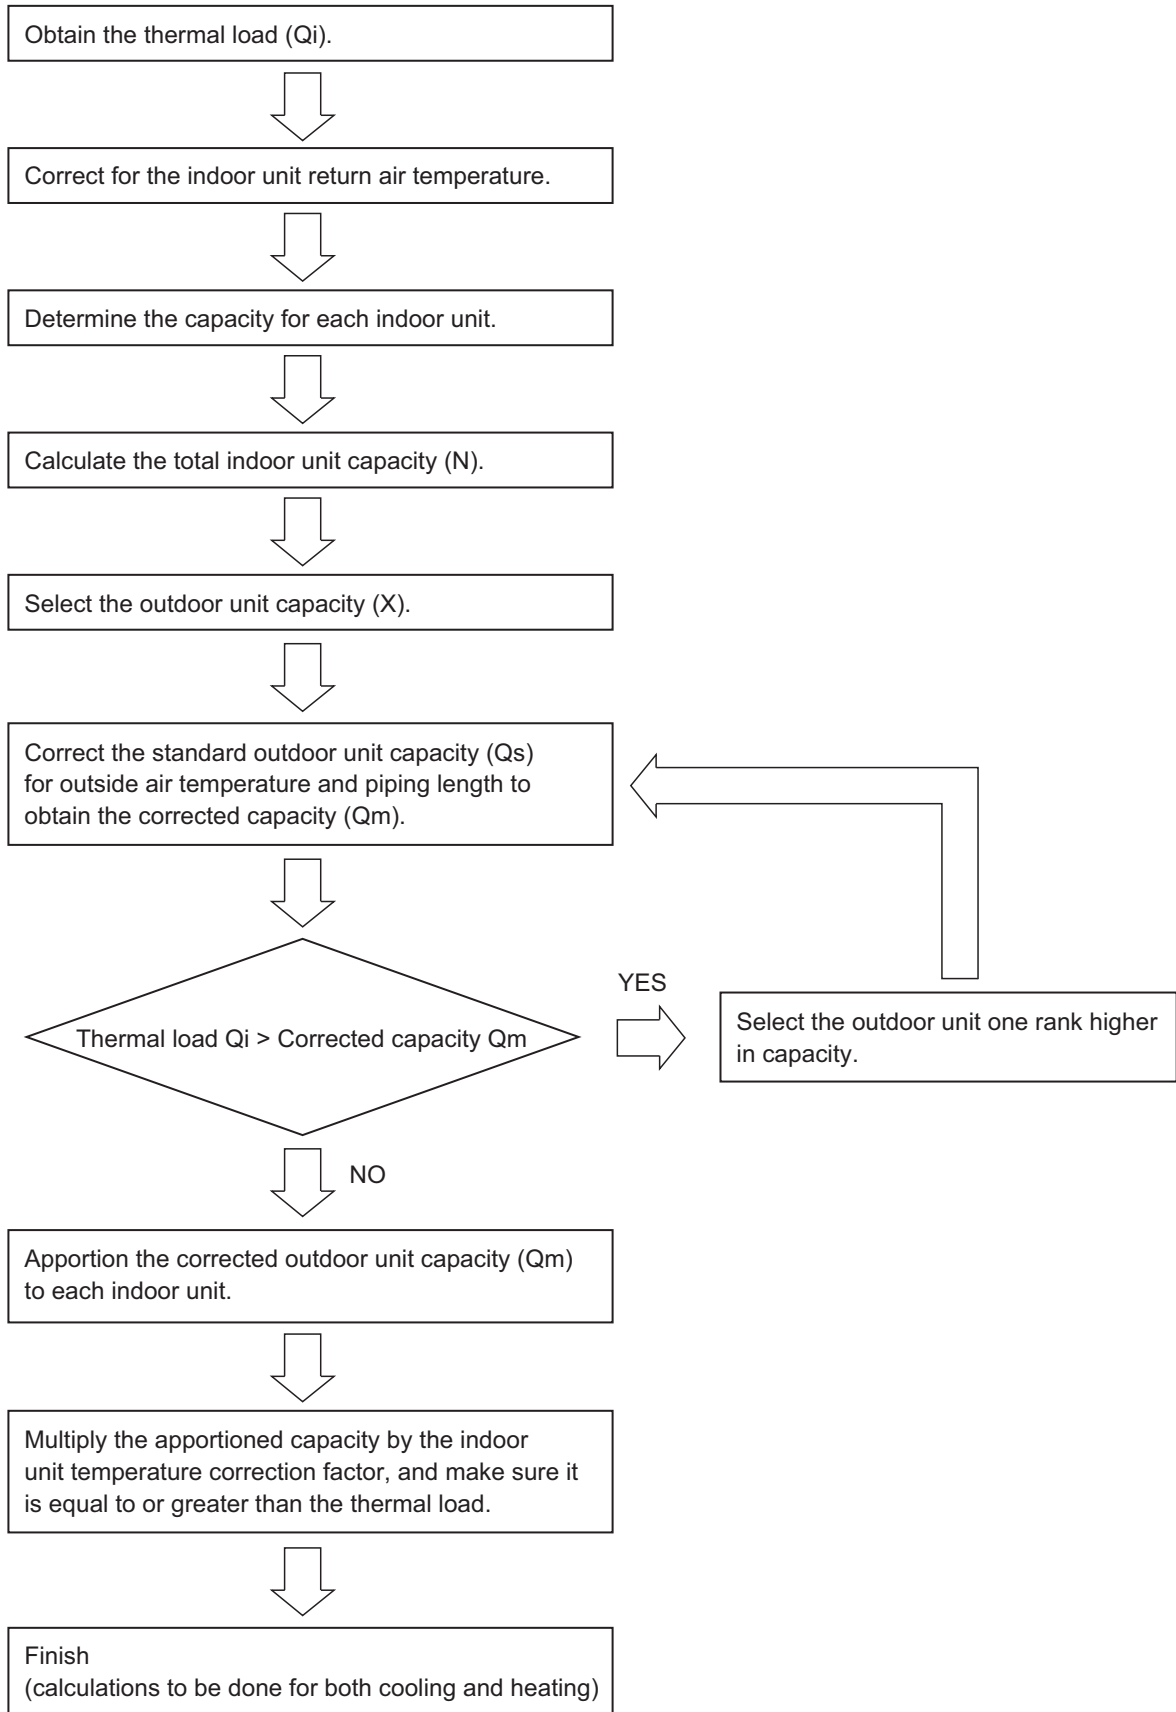 Obtain the thermal load (Qi).
Correct for the indoor unit return air temperature.
Determine the capacity for each indoor unit.
Calculate the total indoor unit capacity (N).
Select the outdoor unit capacity (X).
Correct the standard outdoor unit capacity (Qs)
for outside air temperature and piping length to
obtain the corrected capacity (Qm).
Thermal load Qi > Corrected capacity Qm
YES
Select the outdoor unit one rank higher
in capacity.
NO
Apportion the corrected outdoor unit capacity (Qm)
to each indoor unit.
Multiply the apportioned capacity by the indoor
unit temperature correction factor, and make sure it
is equal to or greater than the thermal load.
Finish
(calculations to be done for both cooling and heating)